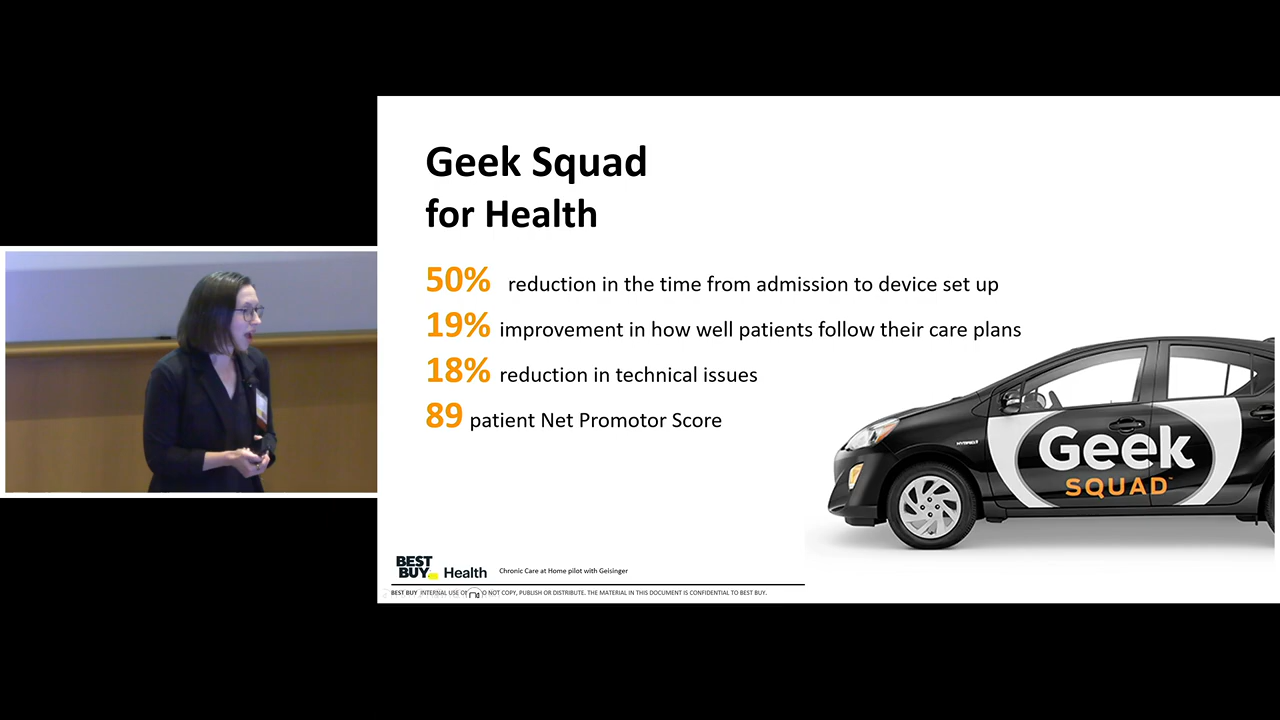 Geek Squad
for Health
50% reduction in the time from admission to device set up
19% improvement in how well patients follow their care plans
18% reduction in technical issues
89 patient Net Promotor Score
HYBRID
Geek
SQUAD
BEST
BUY Health
Chronic Care at Home pilot with Geisinger
BEST BUY INTERNAL USE NOT COPY, PUBLISH OR DISTRIBUTE. THE MATERIAL IN THIS DOCUMENT IS CONFIDENTIAL TO BEST BUY.